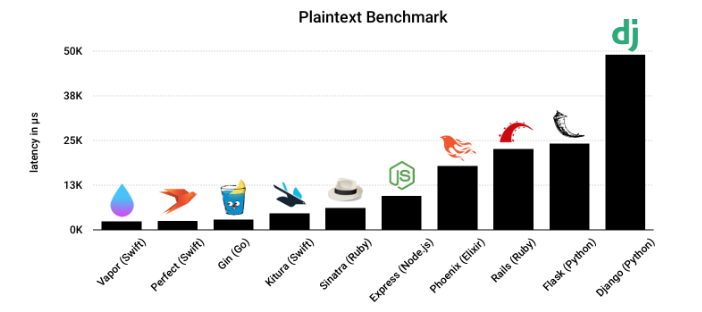 Plaintext Benchmark
dj
50K
38K
25K
13K
0K
latency in µs
JS
Vapor (Swift)
Perfect (Swift)
Gin (Go)
Kitura (Swift)
Sinatra (Ruby)
Express (Node.js)
Phoenix (Elixir)
Rails (Ruby)
Flask (Python)
Django (Python)